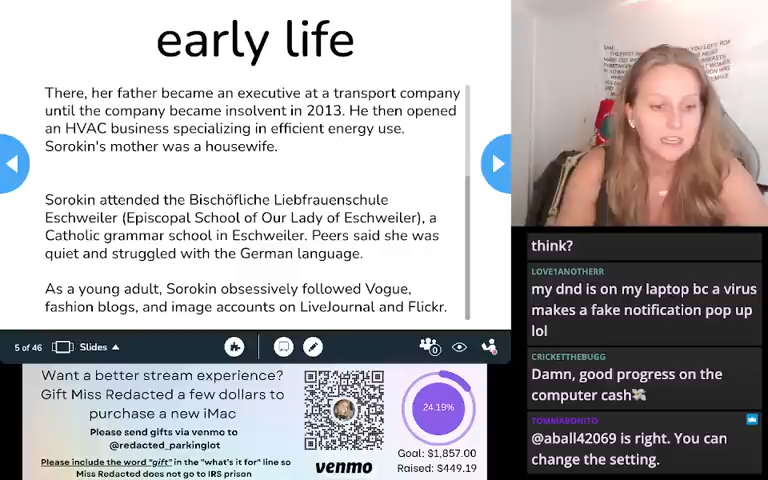 early life
There, her father became an executive at a transport company
until the company became insolvent in 2013. He then opened
an HVAC business specializing in efficient energy use.
Sorokin's mother was a housewife.
Sorokin attended the Bischöfliche Liebfrauenschule
Eschweiler (Episcopal School of Our Lady of Eschweiler), a
Catholic grammar school in Eschweiler. Peers said she was
quiet and struggled with the German language.
As a young adult, Sorokin obsessively followed Vogue,
fashion blogs, and image accounts on LiveJournal and Flickr.
5 of 46
Slides
0
Want a better stream experience?
Gift Miss Redacted a few dollars to
purchase a new iMac
Please send gifts via venmo to
@redacted_parkinglot
Please include the word "gift" in the "what's it for" line so
Miss Redacted does not go to IRS prison
venmo
24.19%
Goal: $1,857.00
Raised: $449.19
think?
LOVE1ANOTHERR
my dnd is on my laptop bc a virus
makes a fake notification pop up
lol
CRICKETTHEBUGG
Damn, good progress on the
computer cash💸
TOMMABONITO
@aball42069 is right. You can
change the setting.